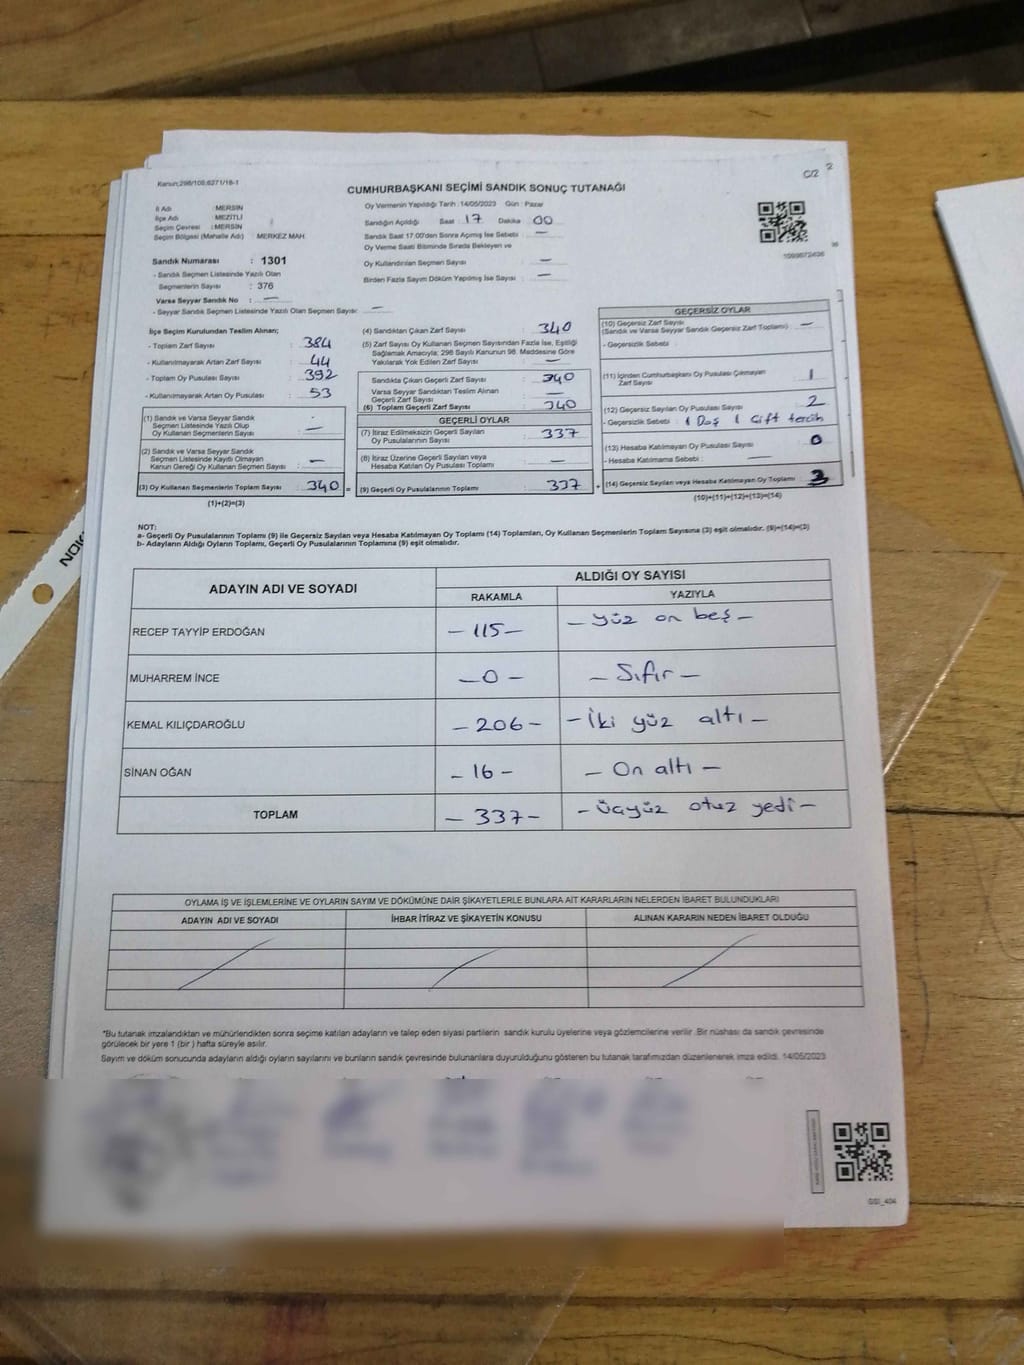 Kanun;298/105;6271/18-1
C/2
2
CUMHURBAŞKANI SEÇİMİ SANDIK SONUÇ TUTANAĞI
İl Adı : MERSİN
İlçe Adı : MEZİTLİ
Seçim Çevresi : MERSİN
Seçim Bölgesi (Mahalle Adı) : MERKEZ MAH
Sandık Numarası : 1301
- Sandık Seçmen Listesinde Yazılı Olan
Seçmenlerin Sayısı : 376
Varsa Seyyar Sandık No : —
- Seyyar Sandık Seçmen Listesinde Yazılı Olan Seçmen Sayısı: —
Oy Vermenin Yapıldığı Tarih :14/05/2023 Gün : Pazar
Sandığın Açıldığı Saat : 17 Dakika : 00
Sandık Saat 17.00'den Sonra Açılmış İse Sebebi : —
Oy Verme Saati Bitiminde Sırada Bekleyen ve
Oy Kullandırılan Seçmen Sayısı : —
Birden Fazla Sayım Döküm Yapılmış İse Sayısı : —
İlçe Seçim Kurulundan Teslim Alınan;
- Toplam Zarf Sayısı : 384
- Kullanılmayarak Artan Zarf Sayısı : 44
- Toplam Oy Pusulası Sayısı : 392
- Kullanılmayarak Artan Oy Pusulası : 53
(1) Sandık ve Varsa Seyyar Sandık
Seçmen Listesinde Yazılı Olup
Oy Kullanan Seçmenlerin Sayısı : —
(2) Sandık ve Varsa Seyyar Sandık
Seçmen Listesinde Kayıtlı Olmayan
Kanun Gereği Oy Kullanan Seçmen Sayısı : —
(3) Oy Kullanan Seçmenlerin Toplam Sayısı : 340 =
(1)+(2)=(3)
(4) Sandıktan Çıkan Zarf Sayısı : 340
(5) Zarf Sayısı Oy Kullanan Seçmen Sayısından Fazla İse, Eşitliği
Sağlamak Amacıyla; 298 Sayılı Kanunun 98. Maddesine Göre
Yakılarak Yok Edilen Zarf Sayısı : —
Sandıkta Çıkan Geçerli Zarf Sayısı : 340
Varsa Seyyar Sandıktan Teslim Alınan
Geçerli Zarf Sayısı : —
(6) Toplam Geçerli Zarf Sayısı : 340
GEÇERLİ OYLAR
(7) İtiraz Edilmeksizin Geçerli Sayılan
Oy Pusulalarının Sayısı : 337
(8) İtiraz Üzerine Geçerli Sayılan veya
Hesaba Katılan Oy Pusulası Toplamı : —
(9) Geçerli Oy Pusulalarının Toplamı : 337 +
GEÇERSİZ OYLAR
(10) Geçersiz Zarf Sayısı
(Sandık ve Varsa Seyyar Sandık Geçersiz Zarf Toplamı) : —
- Geçersizlik Sebebi :
(11) İçinden Cumhurbaşkanı Oy Pusulası Çıkmayan
Zarf Sayısı : 1
(12) Geçersiz Sayılan Oy Pusulası Sayısı : 2
- Geçersizlik Sebebi : 1 Boş 1 Çift tercih
(13) Hesaba Katılmayan Oy Pusulası Sayısı : 0
- Hesaba Katılmama Sebebi : —
(14) Geçersiz Sayılan veya Hesaba Katılmayan Oy Toplamı : 3
(10)+(11)+(12)+(13)=(14)
NOT:
a- Geçerli Oy Pusulalarının Toplamı (9) ile Geçersiz Sayılan veya Hesaba Katılmayan Oy Toplamı (14) Toplamları, Oy Kullanan Seçmenlerin Toplam Sayısına (3) eşit olmalıdır. (9)+(14)=(3)
b- Adayların Aldığı Oyların Toplamı, Geçerli Oy Pusulalarının Toplamına (9) eşit olmalıdır.
ADAYIN ADI VE SOYADI ALDIĞI OY SAYISI
RAKAMLA YAZIYLA
RECEP TAYYİP ERDOĞAN — 115 — — yüz on beş —
MUHARREM İNCE — 0 — — Sıfır —
KEMAL KILIÇDAROĞLU — 206 — — İki yüz altı —
SİNAN OĞAN — 16 — — On altı —
TOPLAM — 337 — — üçyüz otuz yedi —
OYLAMA İŞ VE İŞLEMLERİNE VE OYLARIN SAYIM VE DÖKÜMÜNE DAİR ŞİKAYETLERLE BUNLARA AİT KARARLARIN NELERDEN İBARET BULUNDUKLARI
ADAYIN ADI VE SOYADI İHBAR İTİRAZ VE ŞİKAYETİN KONUSU ALINAN KARARIN NEDEN İBARET OLDUĞU
*Bu tutanak imzalandıktan ve mühürlendikten sonra seçime katılan adayların ve talep eden siyasi partilerin sandık kurulu üyelerine veya gözlemcilerine verilir. Bir nüshası da sandık çevresinde
görülecek bir yere 1 (bir ) hafta süreyle asılır.
Sayım ve döküm sonucunda adayların aldığı oyların sayılarını ve bunların sandık çevresinde bulunanlara duyurulduğunu gösteren bu tutanak tarafımızdan düzenlenerek imza edildi. 14/05/2023